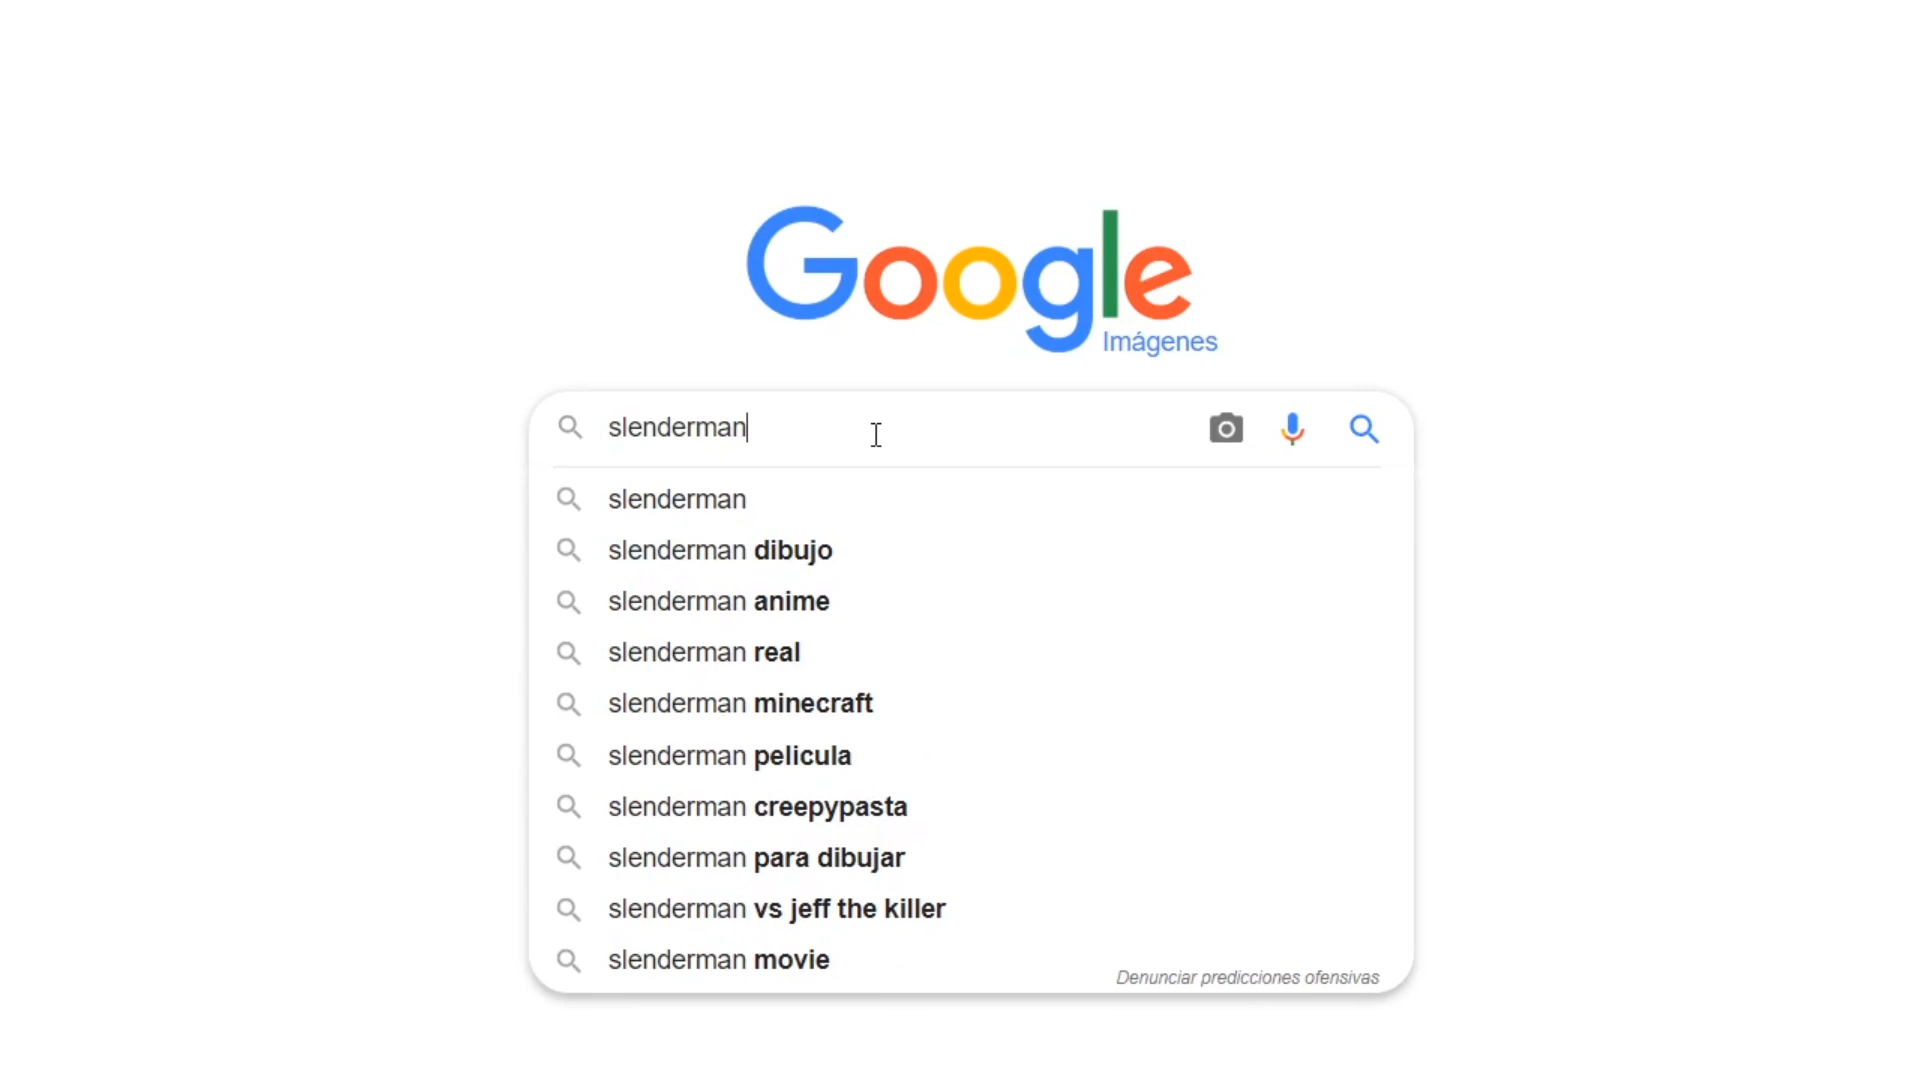 Google
Imágenes
slenderman
slenderman
slenderman dibujo
slenderman anime
slenderman real
slenderman minecraft
slenderman pelicula
slenderman creepypasta
slenderman para dibujar
slenderman vs jeff the killer
slenderman movie
Denunciar predicciones ofensivas